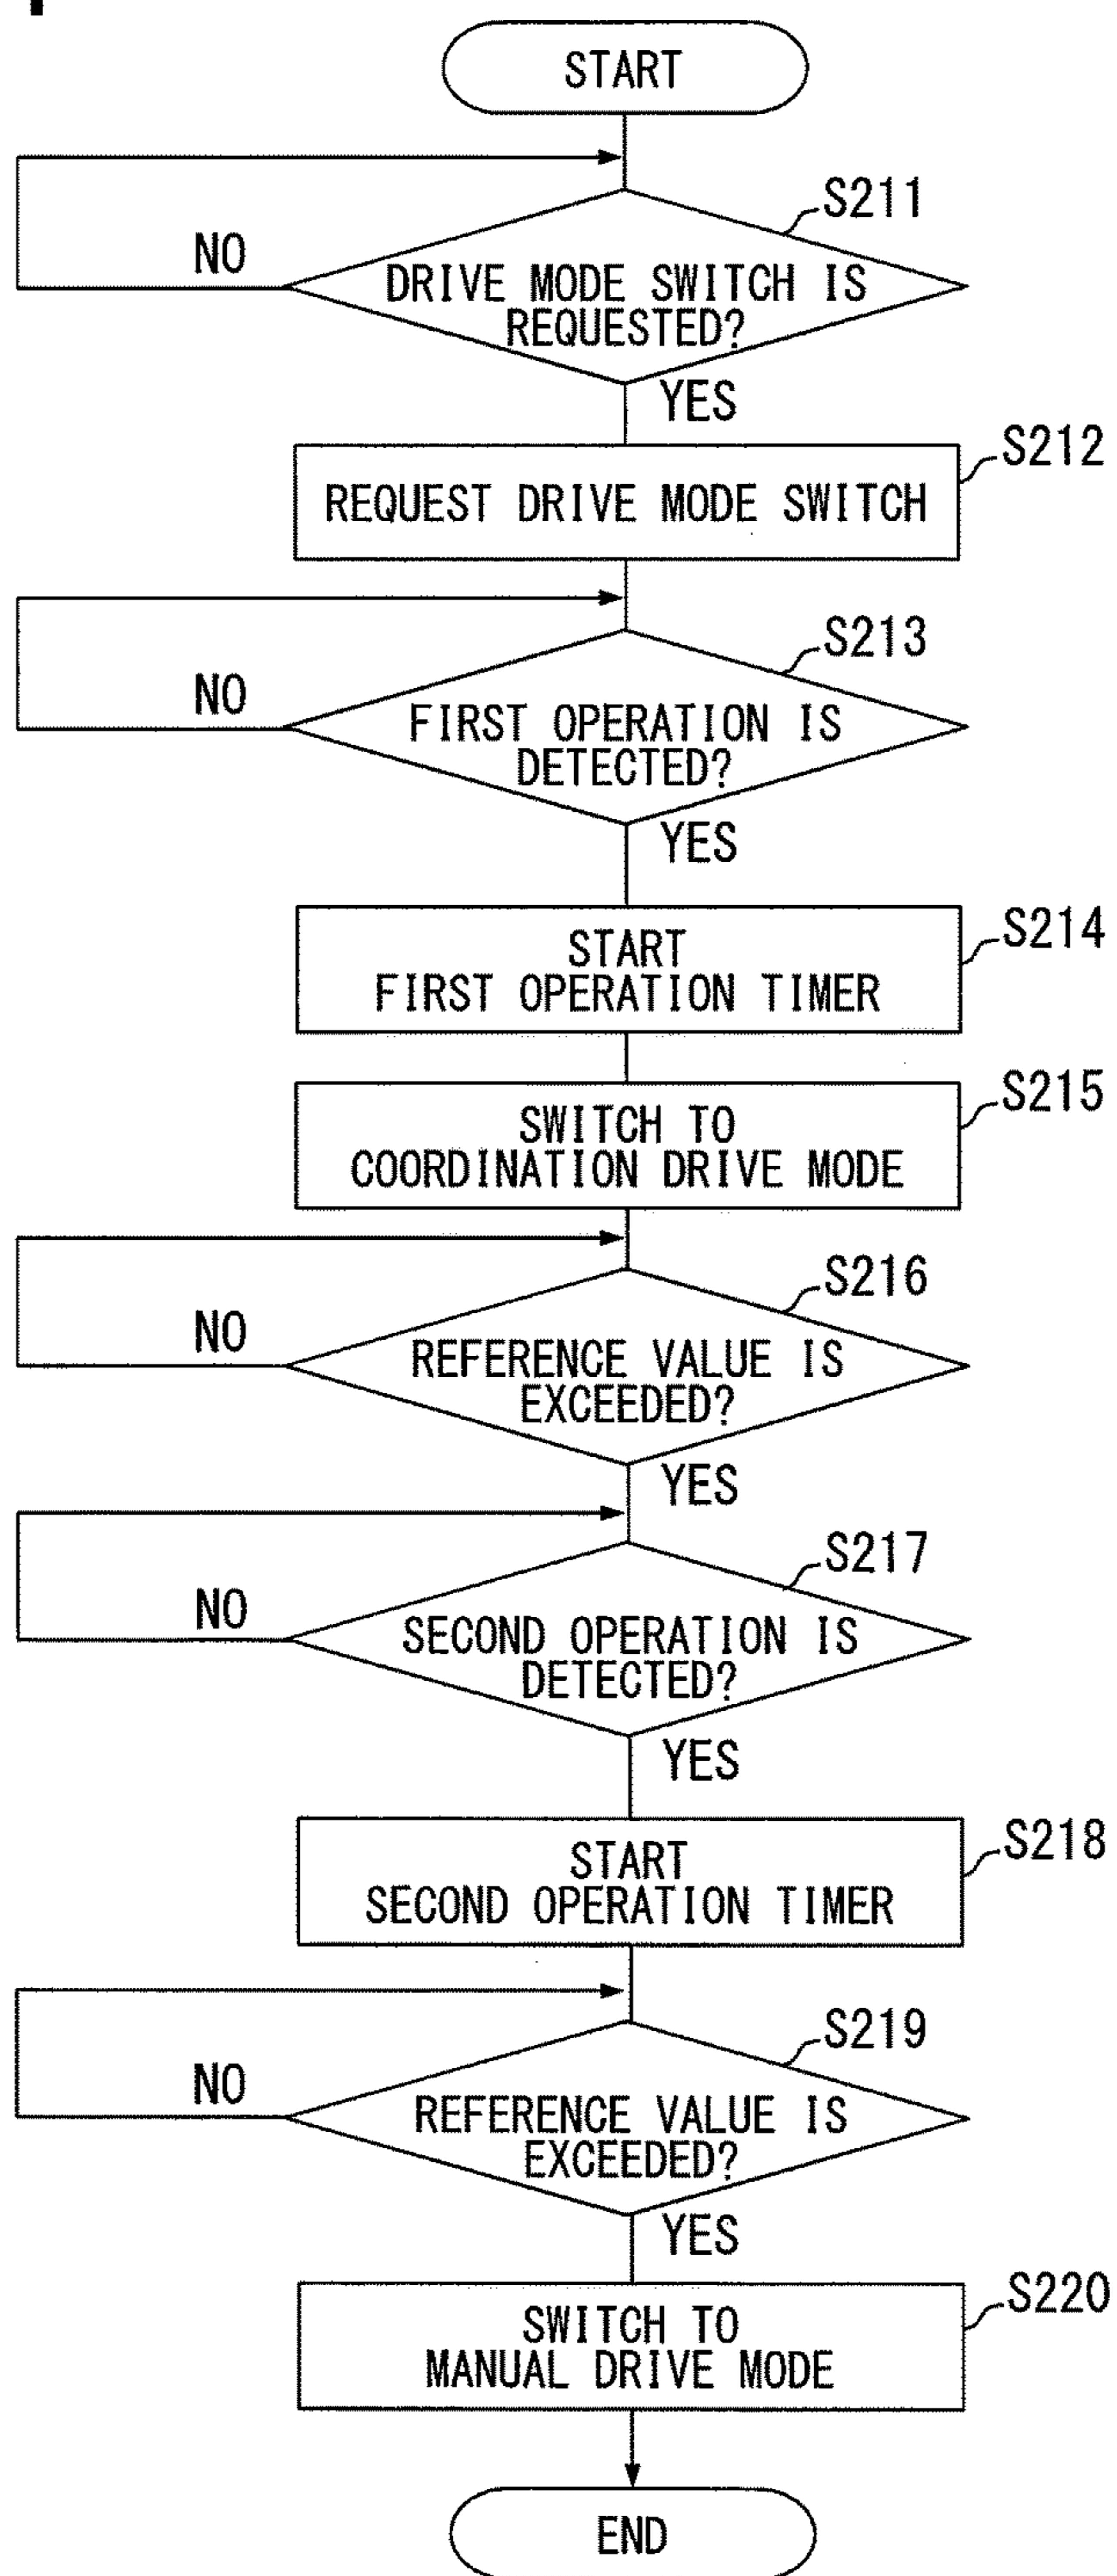 START
S211
NO
DRIVE MODE SWITCH IS
REQUESTED?
YES
S212
REQUEST DRIVE MODE SWITCH
S213
NO
FIRST OPERATION IS
DETECTED?
YES
S214
START
FIRST OPERATION TIMER
S215
SWITCH TO
COORDINATION DRIVE MODE
S216
NO
REFERENCE VALUE IS
EXCEEDED?
YES
S217
NO
SECOND OPERATION IS
DETECTED?
YES
S218
START
SECOND OPERATION TIMER
S219
NO
REFERENCE VALUE IS
EXCEEDED?
YES
S220
SWITCH TO
MANUAL DRIVE MODE
END